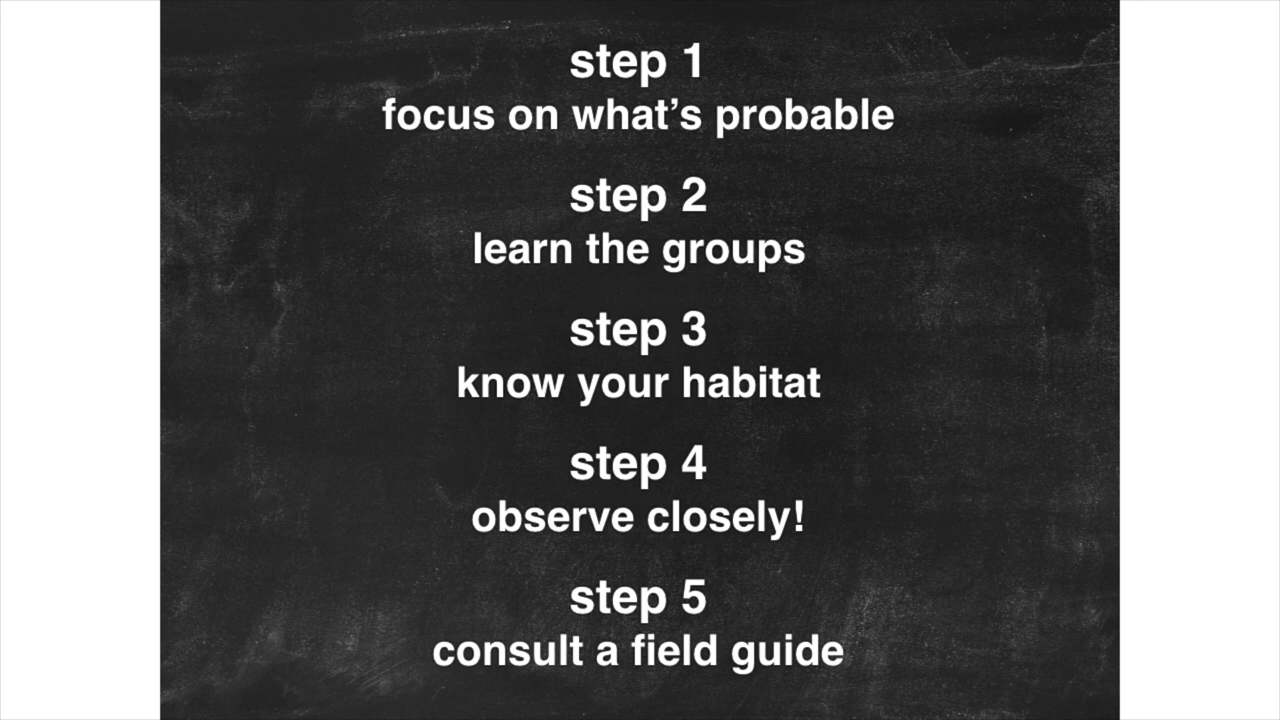 step 1
focus on what’s probable
step 2
learn the groups
step 3
know your habitat
step 4
observe closely!
step 5
consult a field guide